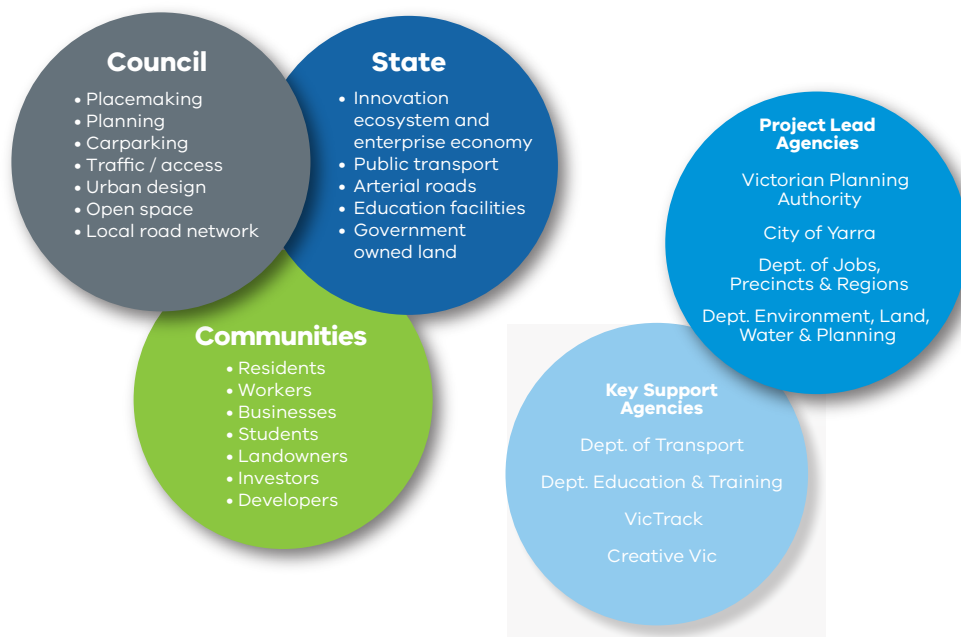 Council
• Placemaking
• Planning
• Carparking
• Traffic / access
• Urban design
• Open space
• Local road network
State
• Innovation
ecosystem and
enterprise economy
• Public transport
• Arterial roads
• Education facilities
• Government
owned land
Communities
• Residents
• Workers
• Businesses
• Students
• Landowners
• Investors
• Developers
Project Lead
Agencies
Victorian Planning
Authority
City of Yarra
Dept. of Jobs,
Precincts & Regions
Dept. Environment, Land,
Water & Planning
Key Support
Agencies
Dept. of Transport
Dept. Education & Training
VicTrack
Creative Vic